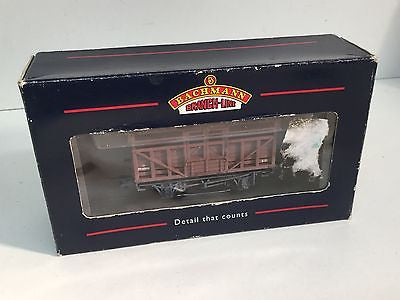 BACHMANN
BRANCH-LINE
Detail that counts